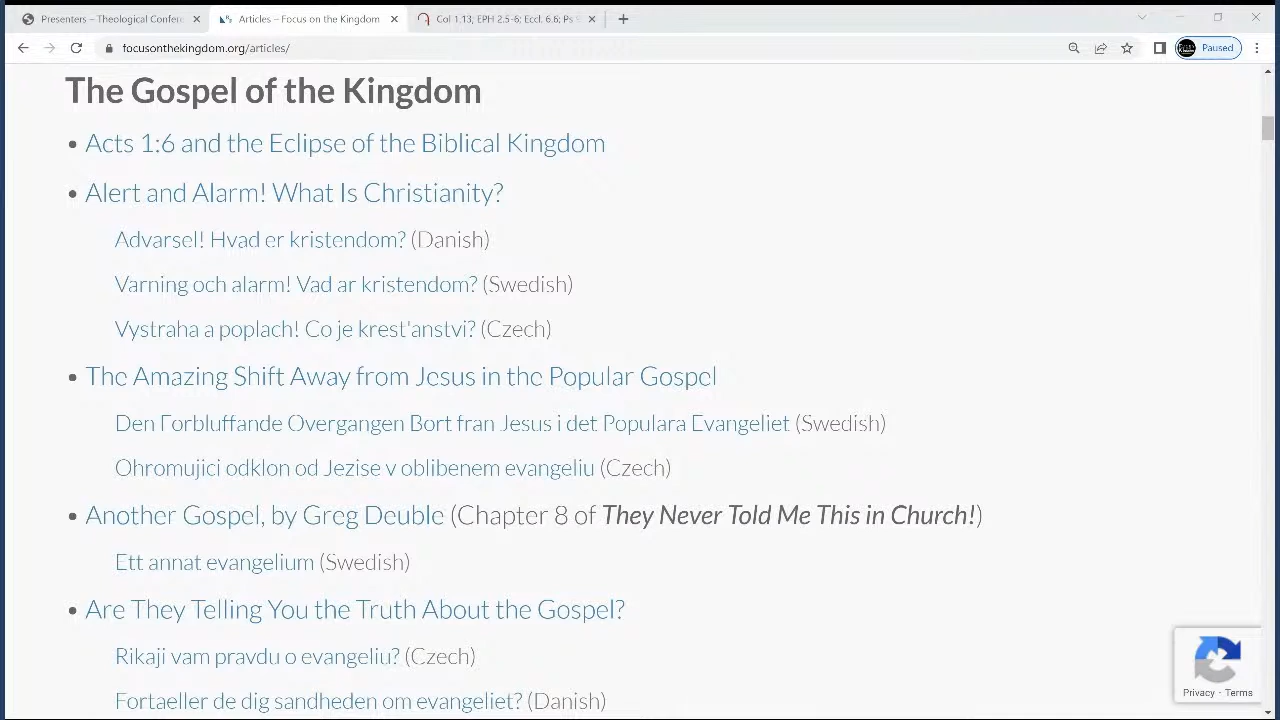 Presenters – Theological Confere
Articles – Focus on the Kingdom
Col 1.13; EPH 2.5-6; Eccl. 6.6; Ps
focusonthekingdom.org/articles/
Paused
The Gospel of the Kingdom
• Acts 1:6 and the Eclipse of the Biblical Kingdom
• Alert and Alarm! What Is Christianity?
Advarsel! Hvad er kristendom? (Danish)
Varning och alarm! Vad ar kristendom? (Swedish)
Vystraha a poplach! Co je krest'anstvi? (Czech)
• The Amazing Shift Away from Jesus in the Popular Gospel
Den Forbluffande Overgangen Bort fran Jesus i det Populara Evangeliet (Swedish)
Ohromujici odklon od Jezise v oblibenem evangeliu (Czech)
• Another Gospel, by Greg Deuble (Chapter 8 of They Never Told Me This in Church!)
Ett annat evangelium (Swedish)
• Are They Telling You the Truth About the Gospel?
Rikaji vam pravdu o evangeliu? (Czech)
Fortaeller de dig sandheden om evangeliet? (Danish)
Privacy - Terms